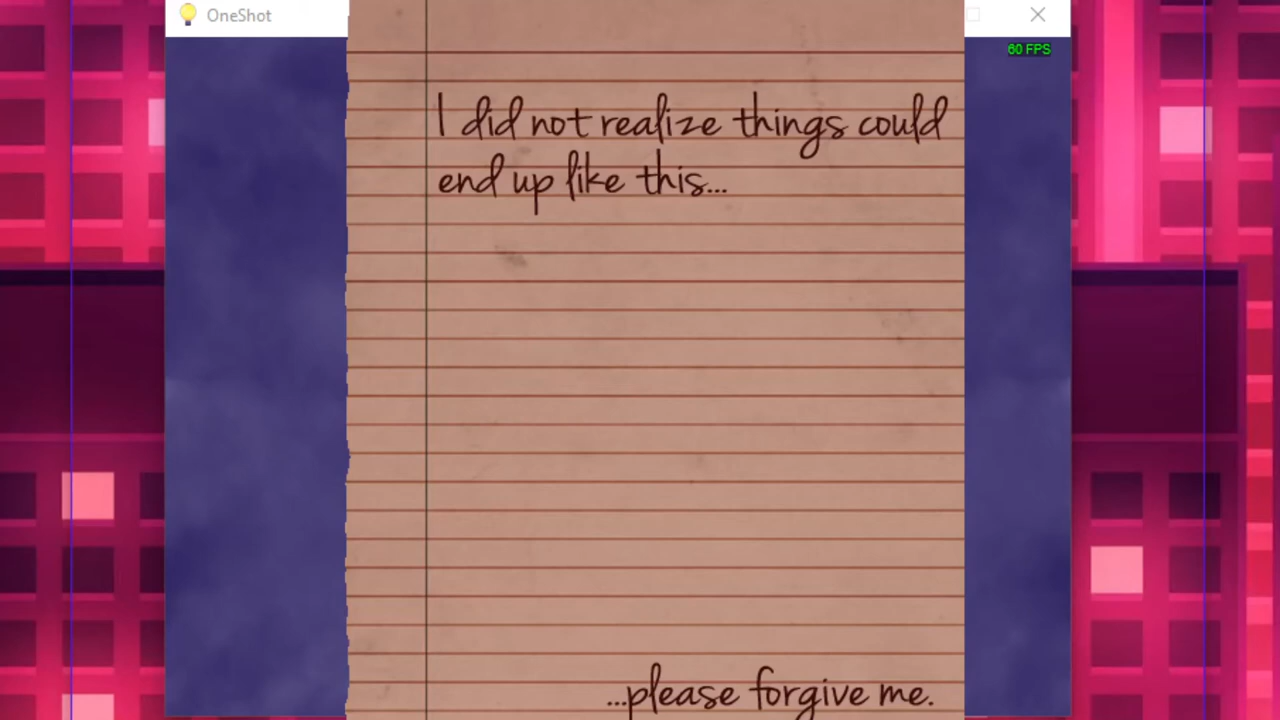 OneShot
60 FPS
I did not realize things could
end up like this...
...please forgive me.